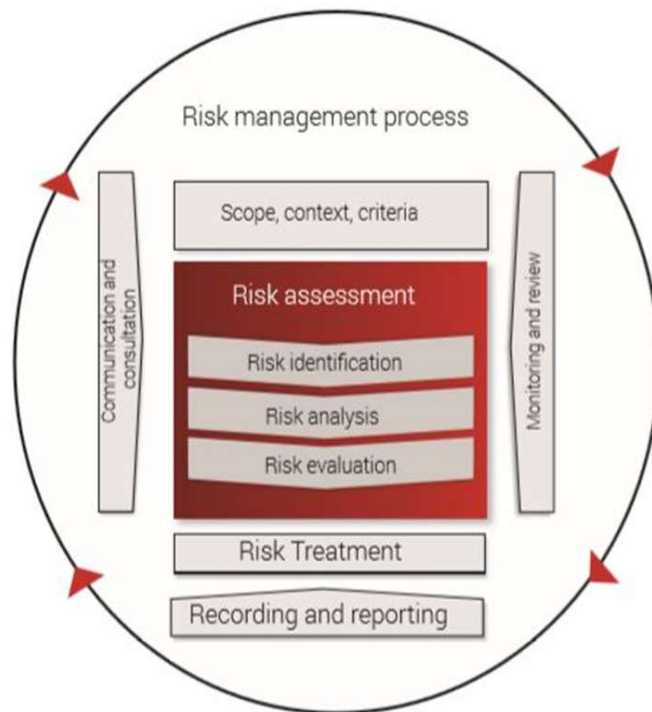 Risk management process
Scope, context, criteria
Communication and
consultation
Risk assessment
Risk identification
Risk analysis
Risk evaluation
Monitoring and review
Risk Treatment
Recording and reporting